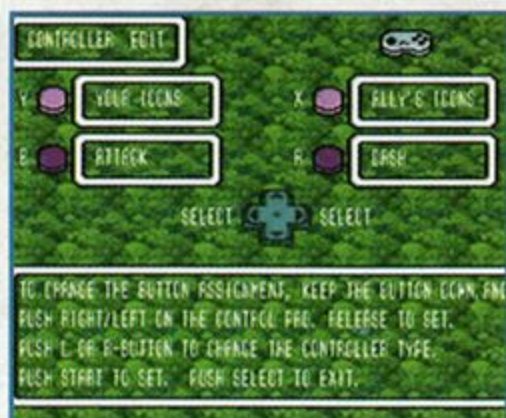 CONTROLLER EDIT
Y YOUR ICONS
X ALLY'S ICONS
B ATTACK
A DASH
SELECT SELECT
TO CHANGE THE BUTTON ASSIGNMENT, KEEP THE BUTTON DOWN, AND
PUSH RIGHT/LEFT ON THE CONTROL PAD. RELEASE TO SET.
PUSH L OR R-BUTTON TO CHANGE THE CONTROLLER TYPE.
PUSH START TO SET. PUSH SELECT TO EXIT.